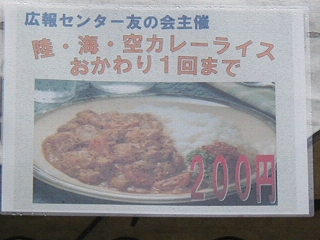 広報センター友の会主催
陸・海・空カレーライス
おかわり1回まで
200円